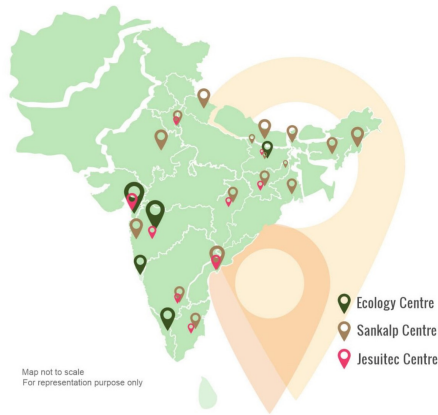 Ecology Centre
Sankalp Centre
Jesuitec Centre
Map not to scale
For representation purpose only